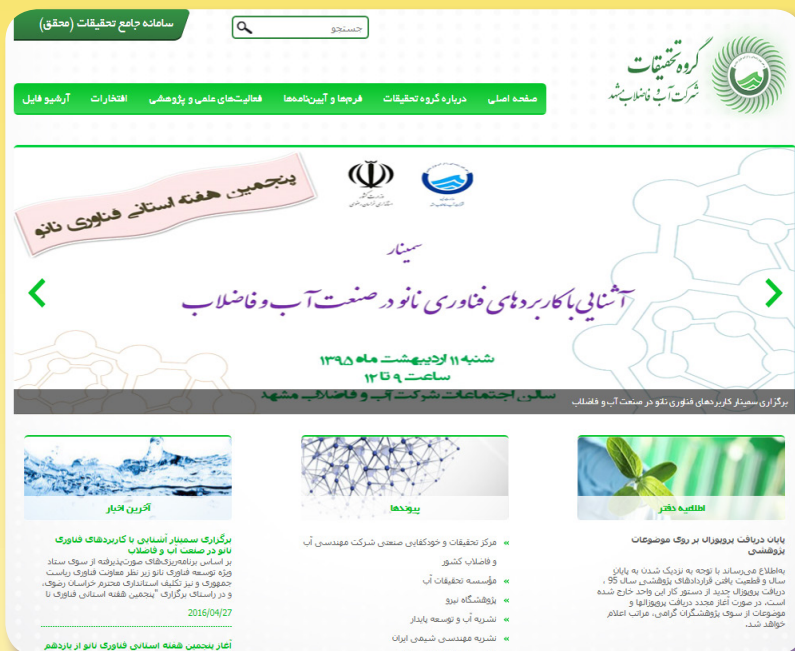 سامانه جامع تحقیقات (محقق)
جستجو
گروه تحقیقات
شرکت آب و فاضلاب مشهد
صفحه اصلی
درباره گروه تحقیقات
فرم‌ها و آیین‌نامه‌ها
فعالیت‌های علمی و پژوهشی
افتخارات
آرشیو فایل
پنجمین هفته استانی فناوری نانو
سمینار
آشنایی با کاربردهای فناوری نانو در صنعت آب و فاضلاب
شنبه ۱۱ اردیبهشت ماه ۱۳۹۵
ساعت ۹ تا ۱۲
سالن اجتماعات شرکت آب و فاضلاب مشهد
برگزاری سمینار کاربردهای فناوری نانو در صنعت آب و فاضلاب
اطلاعیه دفتر
پایان دریافت پروپوزال بر روی موضوعات
پژوهشی
به‌اطلاع می‌رساند با توجه به نزدیک شدن به پایان
سال و قطعیت یافتن قراردادهای پژوهشی سال 95 ،
دریافت پروپوزال جدید از دستور کار این واحد خارج شده
است، در صورت آغاز مجدد دریافت پروپوزالها و
موضوعات از سوی پژوهشگران گرامی، مراتب اعلام
خواهد شد.
پیوندها
» مرکز تحقیقات و خودکفایی صنعتی شرکت مهندسی آب
و فاضلاب کشور
» مؤسسه تحقیقات آب
» پژوهشگاه نیرو
» نشریه آب و توسعه پایدار
» نشریه مهندسی شیمی ایران
آخرین اخبار
برگزاری سمینار آشنایی با کاربردهای فناوری
نانو در صنعت آب و فاضلاب
بر اساس برنامه‌ریزی‌های صورت‌پذیرفته از سوی ستاد
ویژه توسعه فناوری نانو زیر نظر معاونت فناوری ریاست
جمهوری و نیز تکلیف استانداری محترم خراسان رضوی،
و در راستای برگزاری "پنجمین هفته استانی فناوری نا
2016/04/27
آغاز پنجمین هفته استانی فناوری نانو از یازدهم